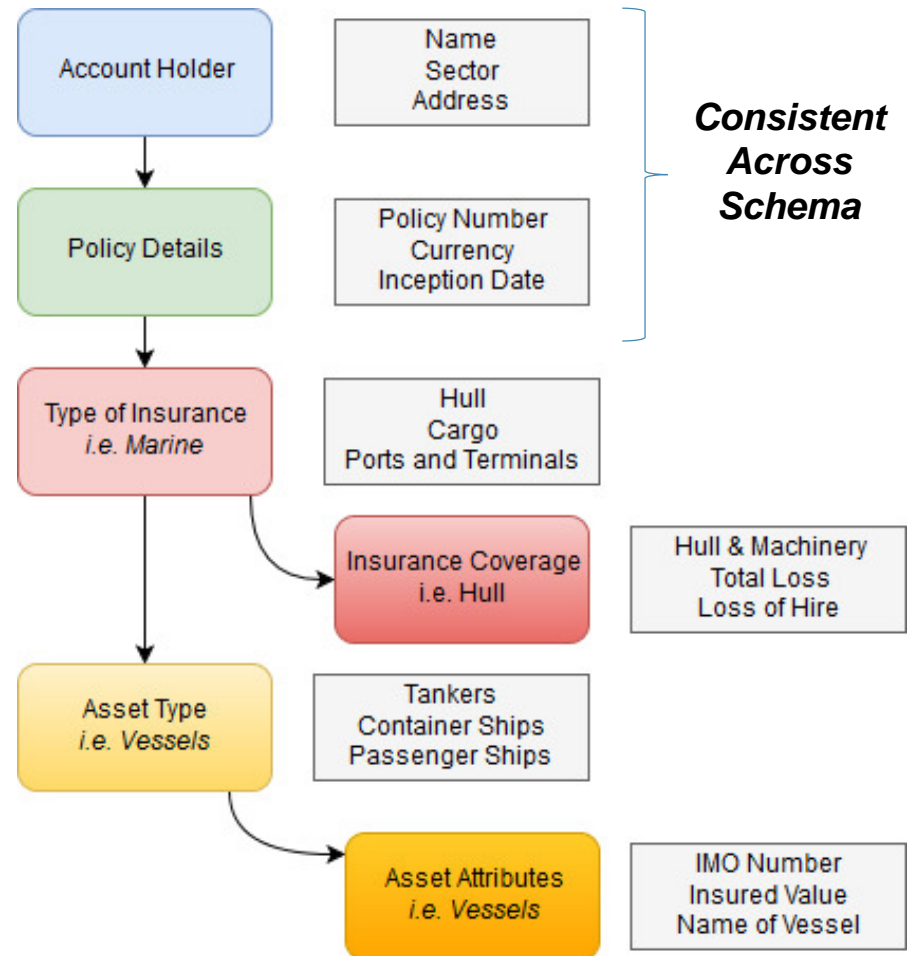 Account Holder
Name
Sector
Address
Consistent
Across
Schema
Policy Details
Policy Number
Currency
Inception Date
Type of Insurance
i.e. Marine
Hull
Cargo
Ports and Terminals
Insurance Coverage
i.e. Hull
Hull & Machinery
Total Loss
Loss of Hire
Asset Type
i.e. Vessels
Tankers
Container Ships
Passenger Ships
Asset Attributes
i.e. Vessels
IMO Number
Insured Value
Name of Vessel